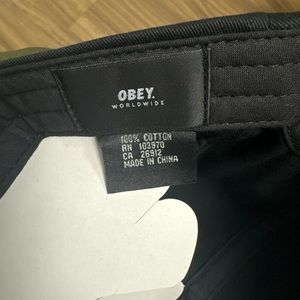 OBEY.
WORLDWIDE
100% COTTON
RN 103970
CA 26912
MADE IN CHINA